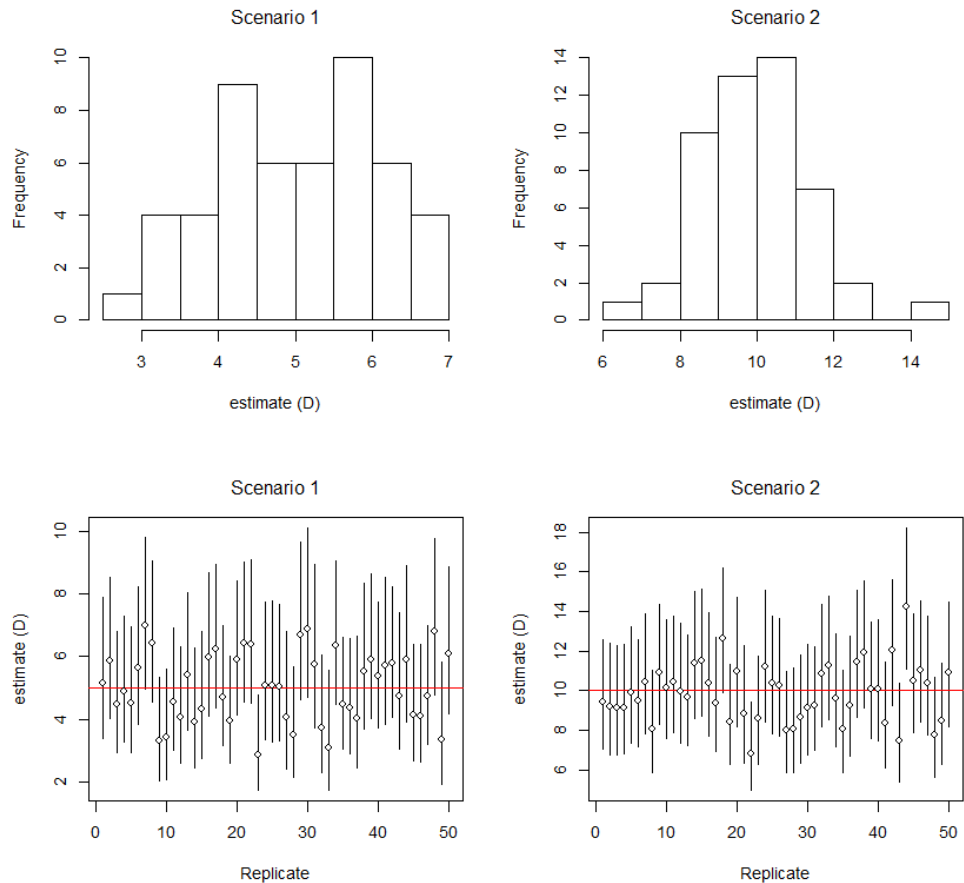 Scenario 1
Frequency
0 2 4 6 8 10
3 4 5 6 7
estimate (D)
Scenario 2
Frequency
0 2 4 6 8 10 12 14
6 8 10 12 14
estimate (D)
Scenario 1
estimate (D)
2 4 6 8 10
0 10 20 30 40 50
Replicate
Scenario 2
estimate (D)
6 8 10 12 14 16 18
0 10 20 30 40 50
Replicate